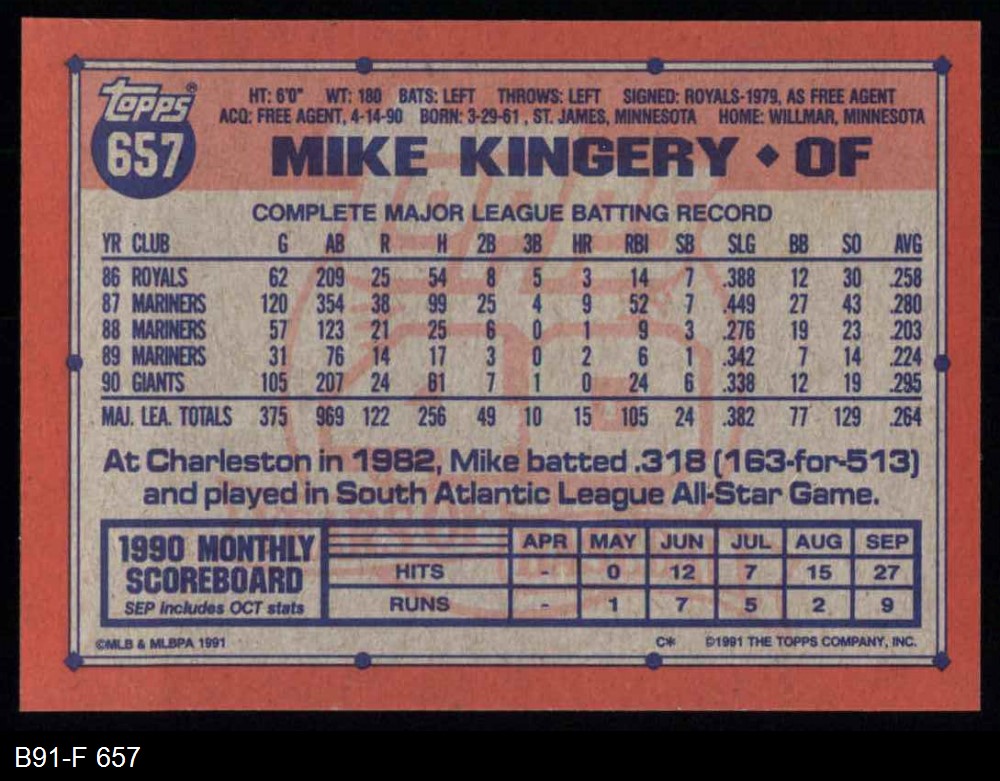 topps®
657
HT: 6'0" WT: 180 BATS: LEFT THROWS: LEFT SIGNED: ROYALS-1979, AS FREE AGENT
ACQ: FREE AGENT, 4-14-90 BORN: 3-29-61, ST. JAMES, MINNESOTA HOME: WILLMAR, MINNESOTA
MIKE KINGERY ◆ OF
COMPLETE MAJOR LEAGUE BATTING RECORD
YR CLUB G AB R H 2B 3B HR RBI SB SLG BB SO AVG
86 ROYALS 62 209 25 54 8 5 3 14 7 .388 12 30 .258
87 MARINERS 120 354 38 99 25 4 9 52 7 .449 27 43 .280
88 MARINERS 57 123 21 25 6 0 1 9 3 .276 19 23 .203
89 MARINERS 31 76 14 17 3 0 2 6 1 .342 7 14 .224
90 GIANTS 105 207 24 61 7 1 0 24 6 .338 12 19 .295
MAJ. LEA. TOTALS 375 969 122 256 49 10 15 105 24 .382 77 129 .264
At Charleston in 1982, Mike batted .318 (163-for-513)
and played in South Atlantic League All-Star Game.
1990 MONTHLY
SCOREBOARD
SEP includes OCT stats
APR MAY JUN JUL AUG SEP
HITS - 0 12 7 15 27
RUNS - 1 7 5 2 9
©MLB & MLBPA 1991 C* ©1991 THE TOPPS COMPANY, INC.
B91-F 657